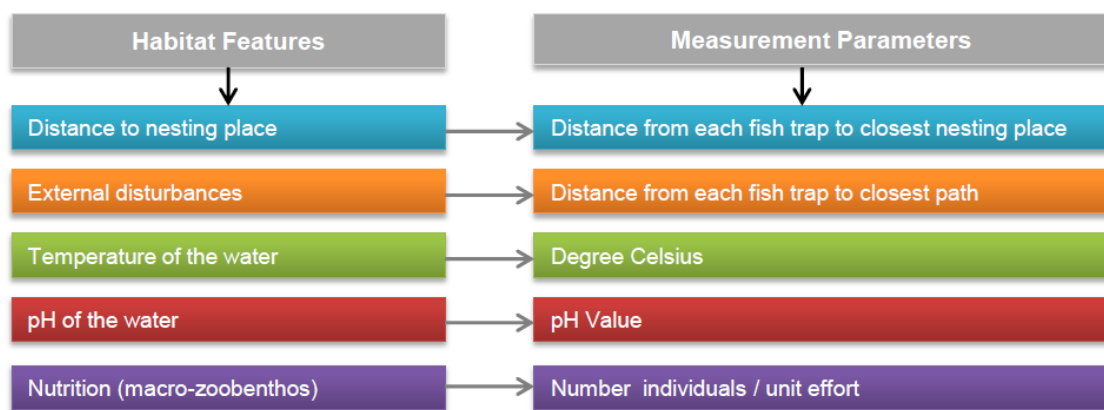 Habitat Features
Measurement Parameters
Distance to nesting place
Distance from each fish trap to closest nesting place
External disturbances
Distance from each fish trap to closest path
Temperature of the water
Degree Celsius
pH of the water
pH Value
Nutrition (macro-zoobenthos)
Number individuals / unit effort